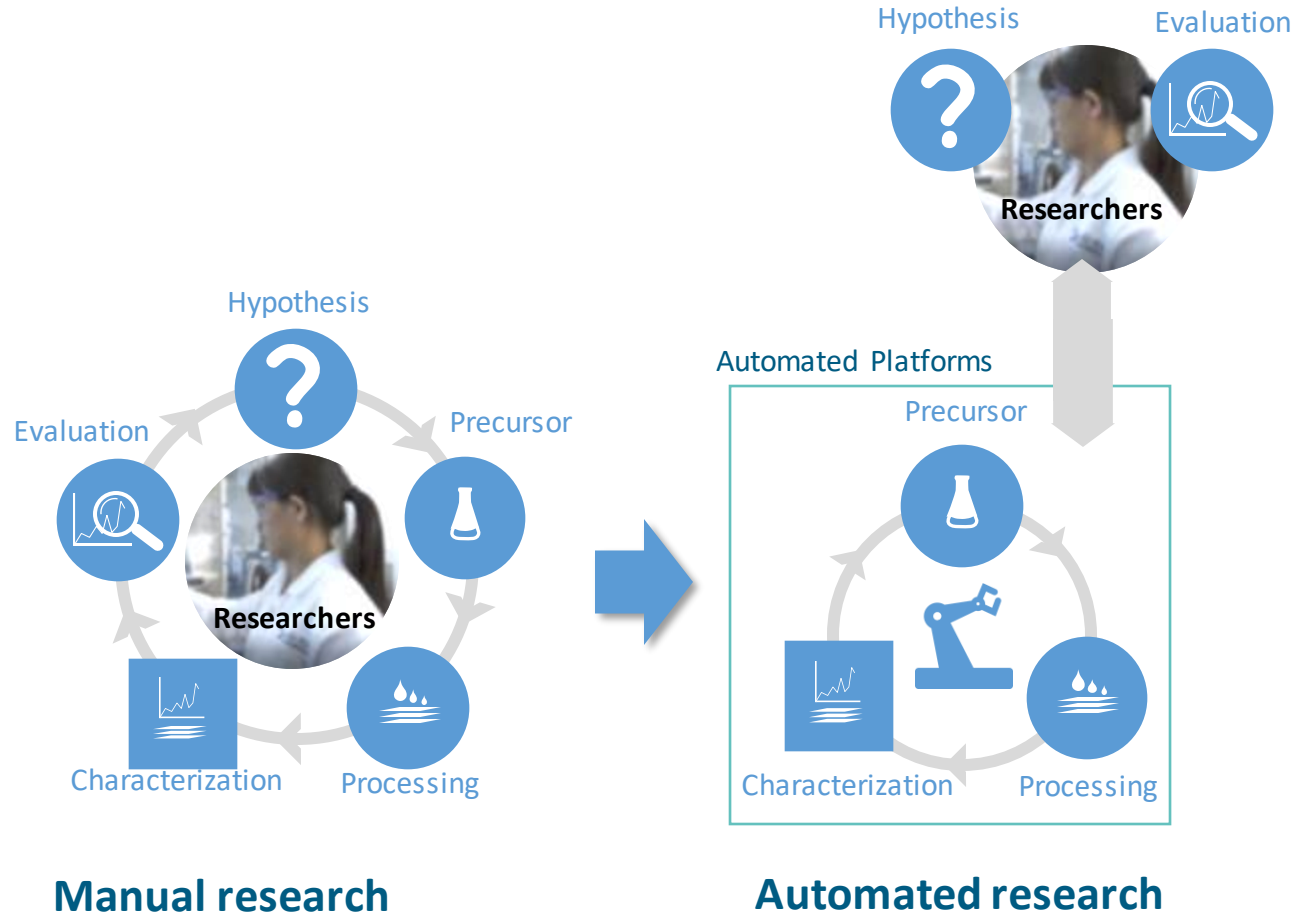 Hypothesis
Evaluation
Researchers
Hypothesis
Automated Platforms
Precursor
Precursor
Evaluation
Researchers
Characterization
Processing
Characterization
Processing
Manual research
Automated research